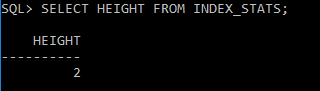 SQL> SELECT HEIGHT FROM INDEX_STATS;
HEIGHT
----------
2